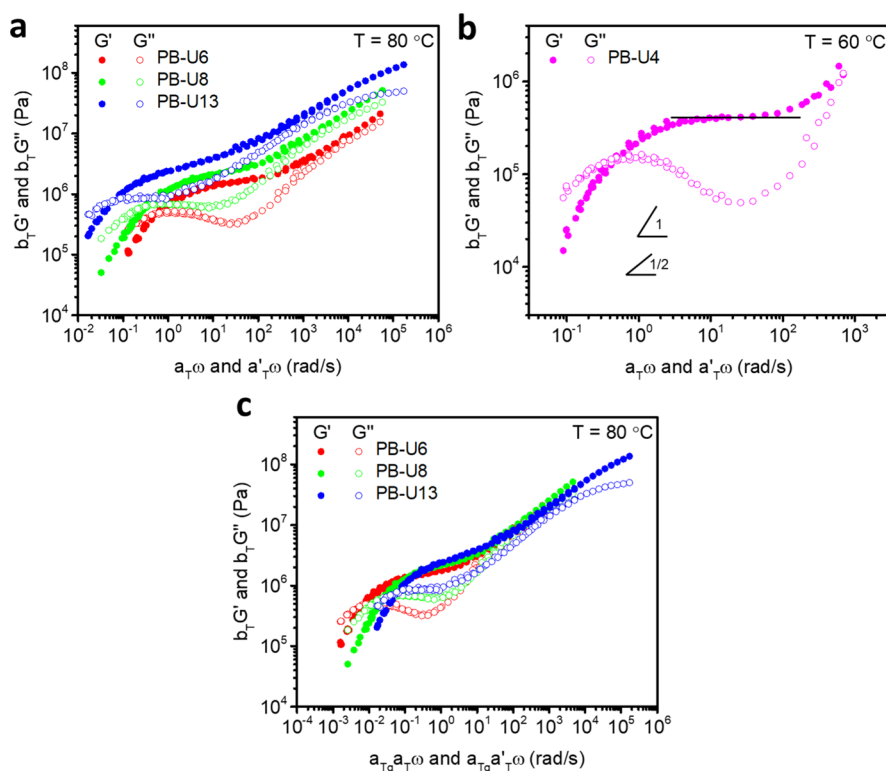 a
G' G" T = 80 °C
PB-U6
PB-U8
PB-U13
10^8
10^7
10^6
10^5
10^4
b_TG' and b_TG" (Pa)
10^-2 10^-1 10^0 10^1 10^2 10^3 10^4 10^5 10^6
a_Tω and a'_Tω (rad/s)
b
G' G" T = 60 °C
PB-U4
10^6
10^5
10^4
b_TG' and b_TG" (Pa)
1
1/2
10^-1 10^0 10^1 10^2 10^3
a_Tω and a'_Tω (rad/s)
c
G' G" T = 80 °C
PB-U6
PB-U8
PB-U13
10^8
10^7
10^6
10^5
10^4
b_TG' and b_TG" (Pa)
10^-4 10^-3 10^-2 10^-1 10^0 10^1 10^2 10^3 10^4 10^5 10^6
a_Tga_Tω and a_Tga'_Tω (rad/s)